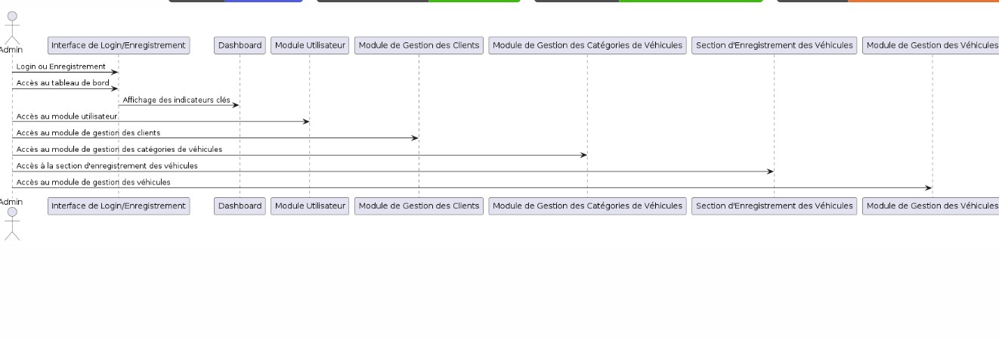 Admin
Interface de Login/Enregistrement
Dashboard
Module Utilisateur
Module de Gestion des Clients
Module de Gestion des Catégories de Véhicules
Section d'Enregistrement des Véhicules
Module de Gestion des Véhicules
Login ou Enregistrement
Accès au tableau de bord
Affichage des indicateurs clés
Accès au module utilisateur
Accès au module de gestion des clients
Accès au module de gestion des catégories de véhicules
Accès à la section d'enregistrement des véhicules
Accès au module de gestion des véhicules
Admin
Interface de Login/Enregistrement
Dashboard
Module Utilisateur
Module de Gestion des Clients
Module de Gestion des Catégories de Véhicules
Section d'Enregistrement des Véhicules
Module de Gestion des Véhicules